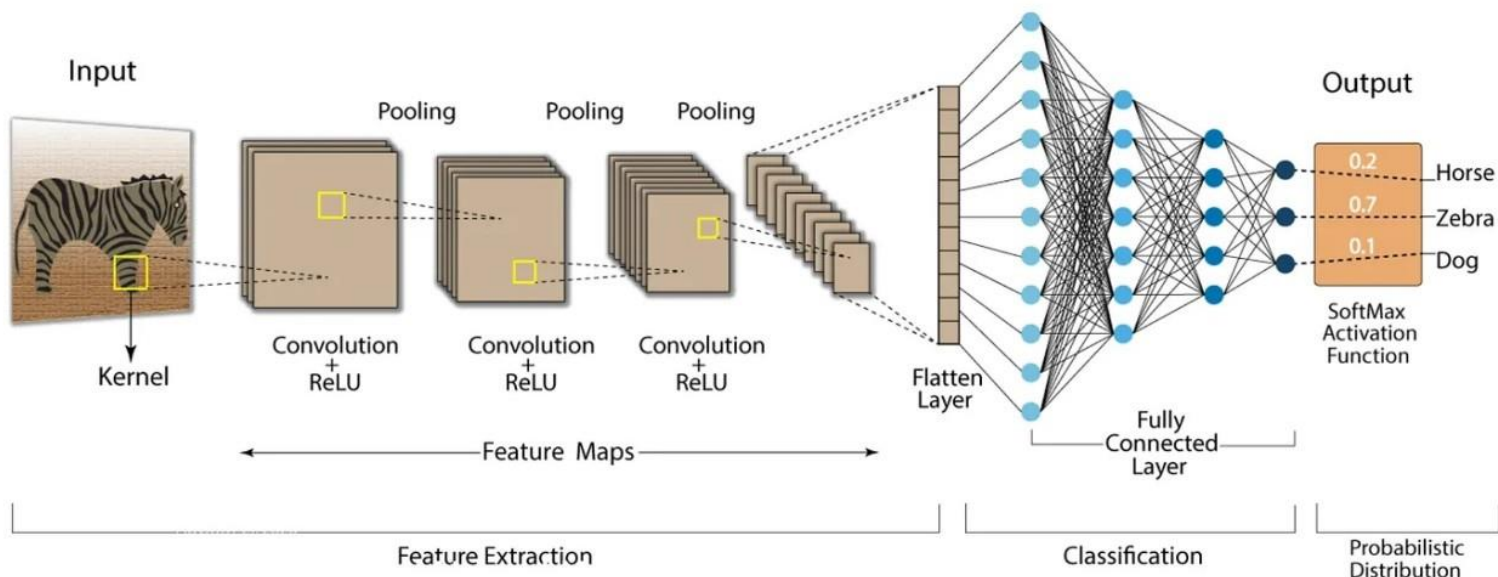 Input
Output
Pooling
Pooling
Pooling
Kernel
Convolution
+
ReLU
Convolution
+
ReLU
Convolution
+
ReLU
Flatten
Layer
Feature Maps
Fully
Connected
Layer
0.2
Horse
0.7
Zebra
0.1
Dog
SoftMax
Activation
Function
Feature Extraction
Classification
Probabilistic
Distribution